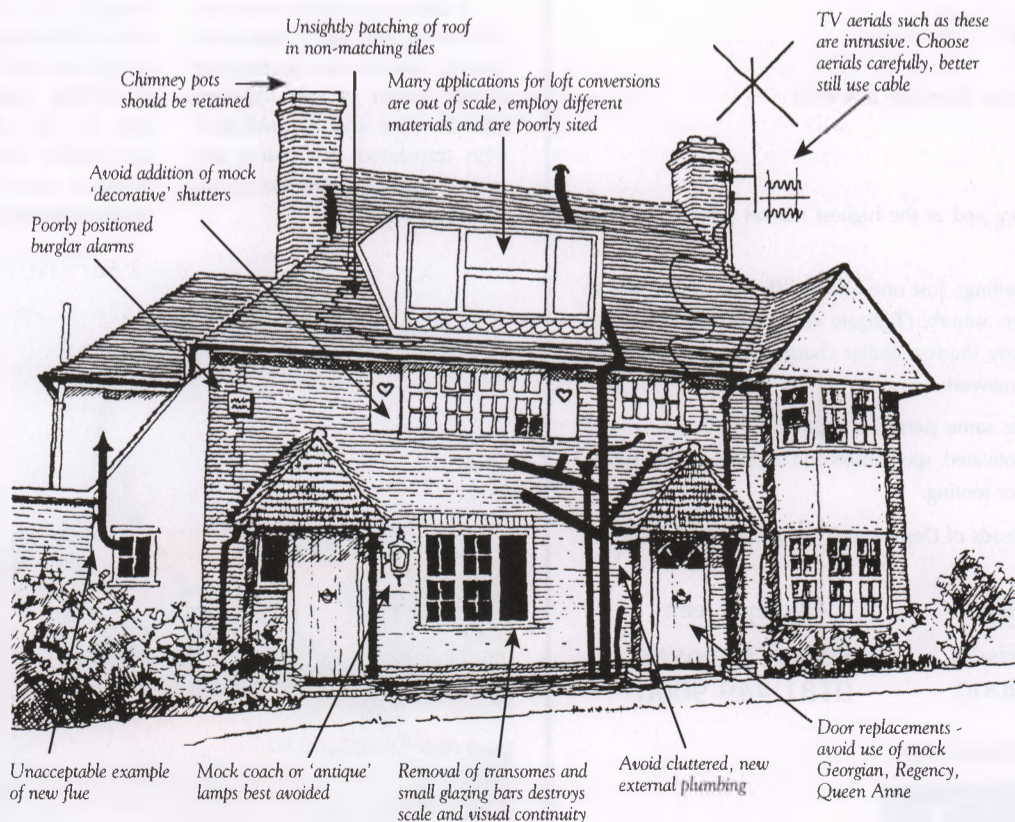 Unsightly patching of roof
in non-matching tiles
TV aerials such as these
are intrusive. Choose
aerials carefully, better
still use cable
Chimney pots
should be retained
Many applications for loft conversions
are out of scale, employ different
materials and are poorly sited
Avoid addition of mock
‘decorative’ shutters
Poorly positioned
burglar alarms
Unacceptable example
of new flue
Mock coach or ‘antique’
lamps best avoided
Removal of transomes and
small glazing bars destroys
scale and visual continuity
Avoid cluttered, new
external plumbing
Door replacements -
avoid use of mock
Georgian, Regency,
Queen Anne